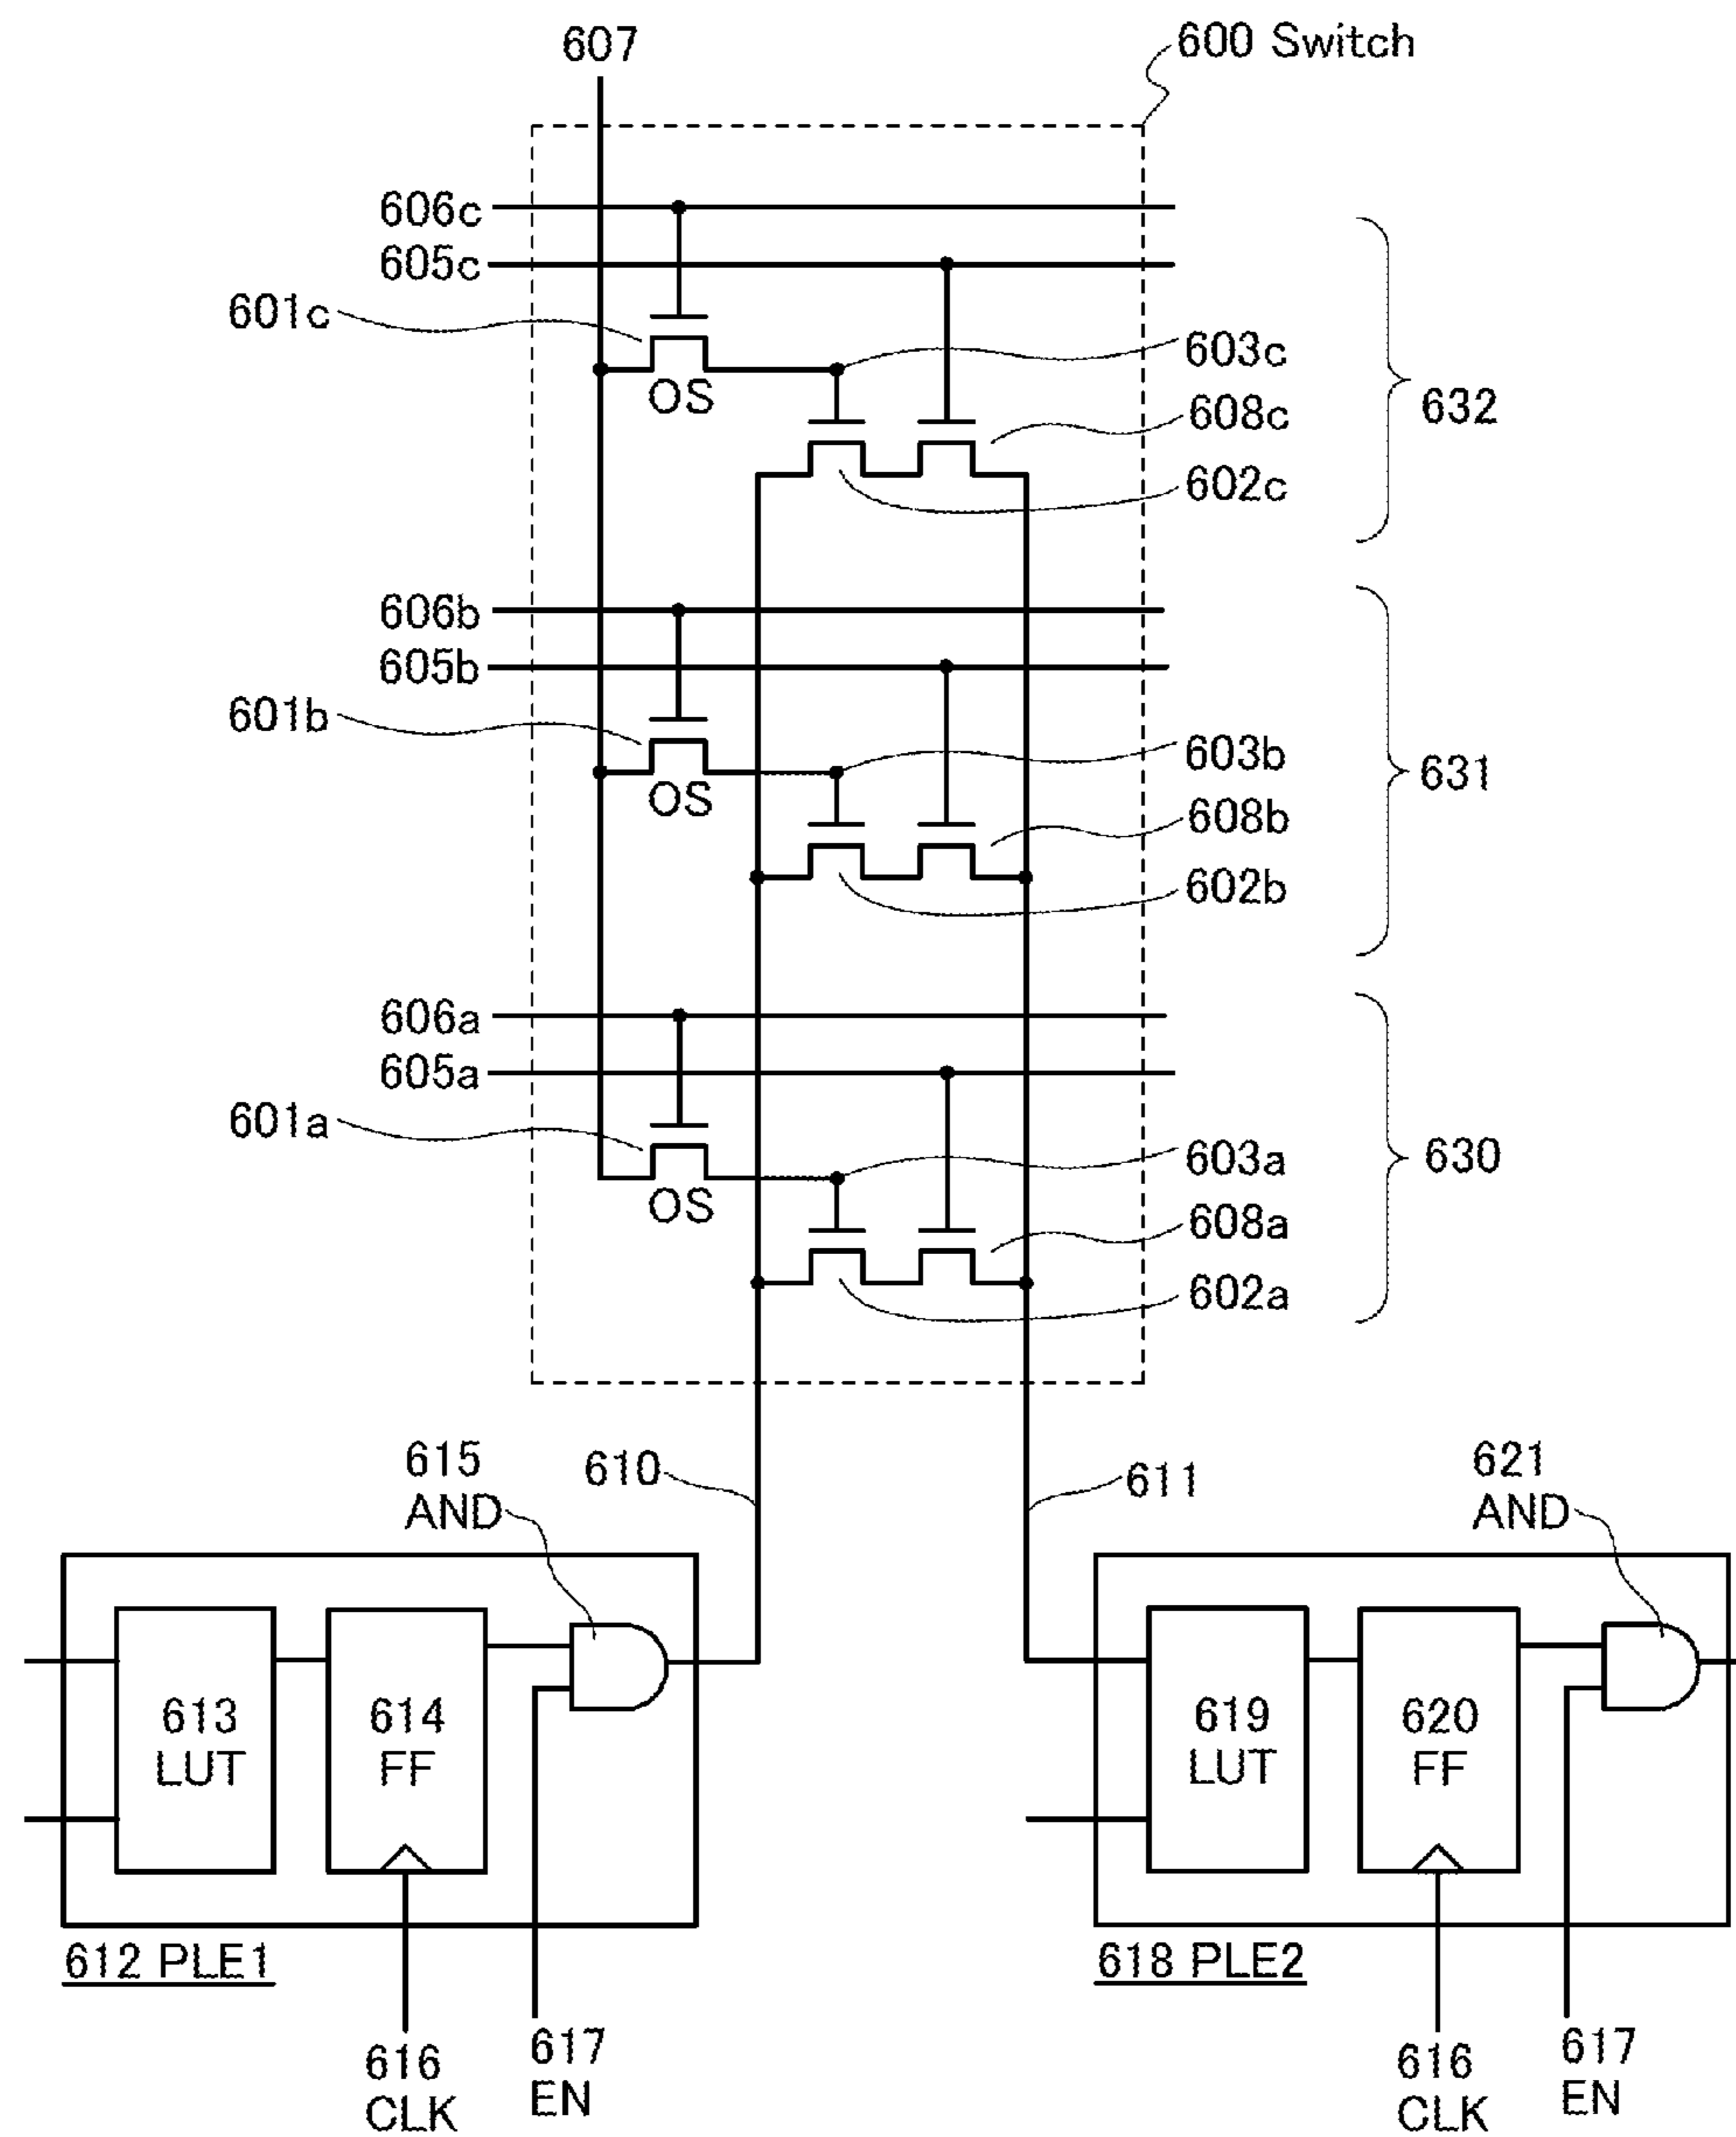 607
600 Switch
606c
605c
601c
OS
603c
608c
602c
632
606b
605b
601b
OS
603b
608b
602b
631
606a
605a
601a
OS
603a
608a
602a
630
615
AND
610
611
621
AND
613
LUT
614
FF
619
LUT
620
FF
612 PLE1
618 PLE2
616
CLK
617
EN
616
CLK
617
EN